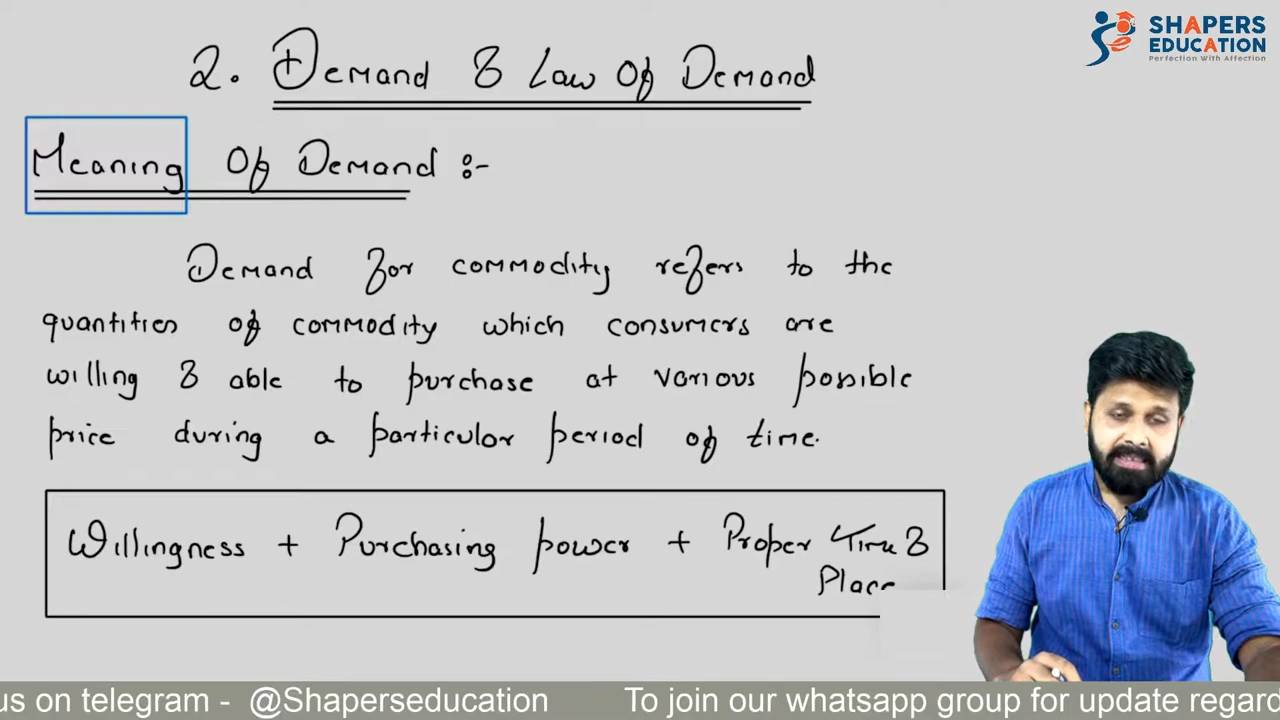 SHAPERS
EDUCATION
Perfection With Affection
2. Demand & Law Of Demand
Meaning Of Demand :-
Demand for commodity refers to the
quantities of commodity which consumers are
willing & able to purchase at various possible
price during a particular period of time.
Willingness + Purchasing power + Proper Time &
Place
us on telegram - @Shaperseducation To join our whatsapp group for update regard